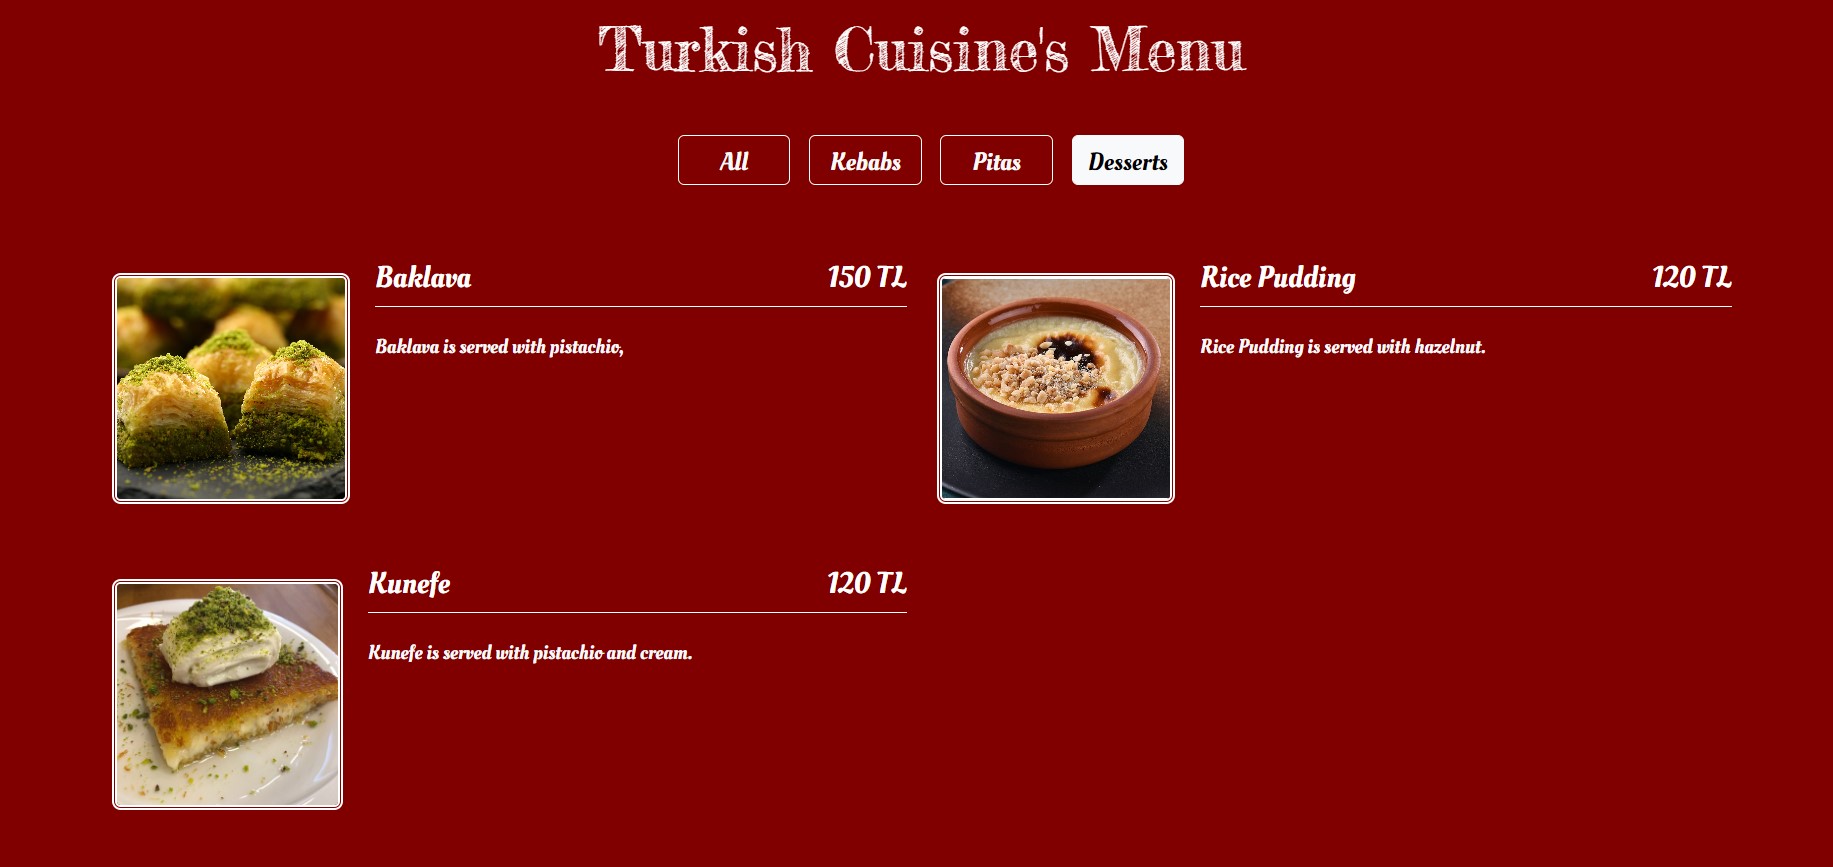 Turkish Cuisine's Menu
All Kebabs Pitas Desserts
Baklava 150 TL
Baklava is served with pistachio,
Rice Pudding 120 TL
Rice Pudding is served with hazelnut.
Kunefe 120 TL
Kunefe is served with pistachio and cream.